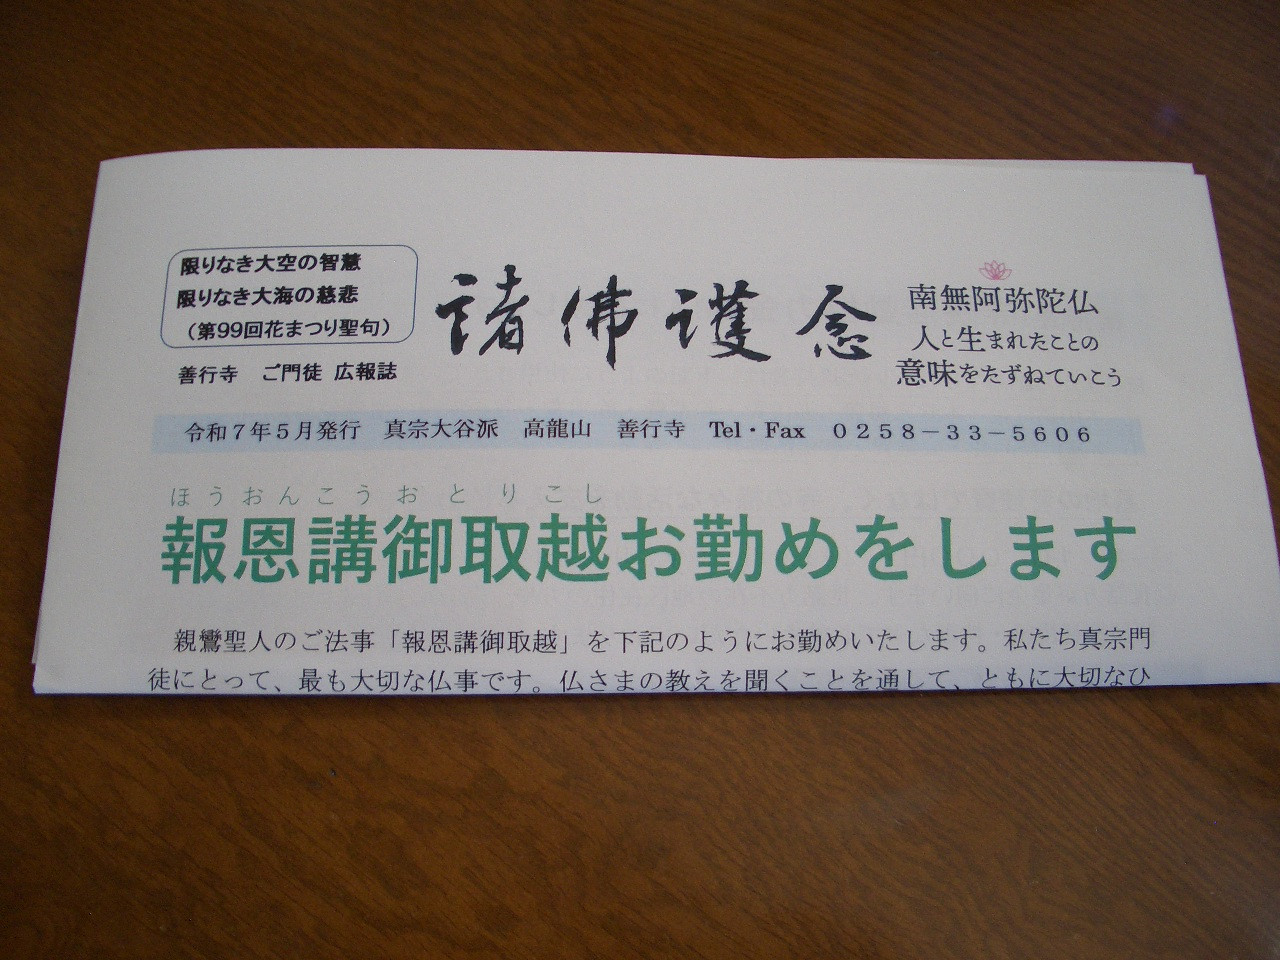 限りなき大空の智慧
限りなき大海の慈悲
（第99回花まつり聖句）
善行寺　ご門徒 広報誌
諸佛護念
南無阿弥陀仏
人と生まれたことの
意味をたずねていこう
令和７年５月発行　真宗大谷派　高龍山　善行寺　Tel・Fax　０２５８－３３－５６０６
ほうおんこうおとりこし
報恩講御取越お勤めをします
親鸞聖人のご法事「報恩講御取越」を下記のようにお勤めいたします。私たち真宗門
徒にとって、最も大切な仏事です。仏さまの教えを聞くことを通して、ともに大切なひ